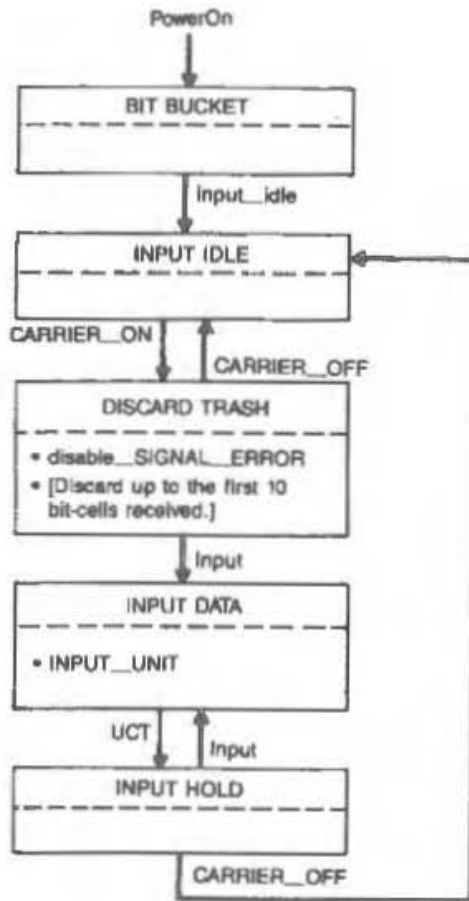 PowerOn
BIT BUCKET
Input_idle
INPUT IDLE
CARRIER_ON
CARRIER_OFF
DISCARD TRASH
• disable_SIGNAL_ERROR
• [Discard up to the first 10
bit-cells received.]
Input
INPUT DATA
• INPUT_UNIT
UCT
Input
INPUT HOLD
CARRIER_OFF